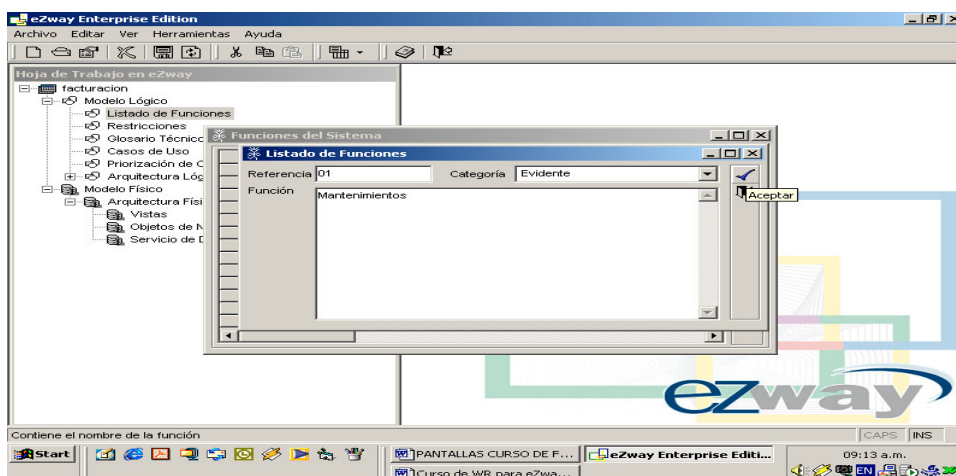 eZway Enterprise Edition
Archivo Editar Ver Herramientas Ayuda
Hoja de Trabajo en eZway
facturacion
Modelo Lógico
Listado de Funciones
Restricciones
Glosario Técnico
Casos de Uso
Priorización de C
Arquitectura Lóg
Modelo Físico
Arquitectura Físi
Vistas
Objetos de N
Servicio de D
Funciones del Sistema
Listado de Funciones
Referencia 01 Categoría Evidente
Función Mantenimientos
Aceptar
ezway
Contiene el nombre de la función
CAPS INS
Start
PANTALLAS CURSO DE F...
eZway Enterprise Editi...
09:13 a.m.
Curso de WR para eZwa...
EN